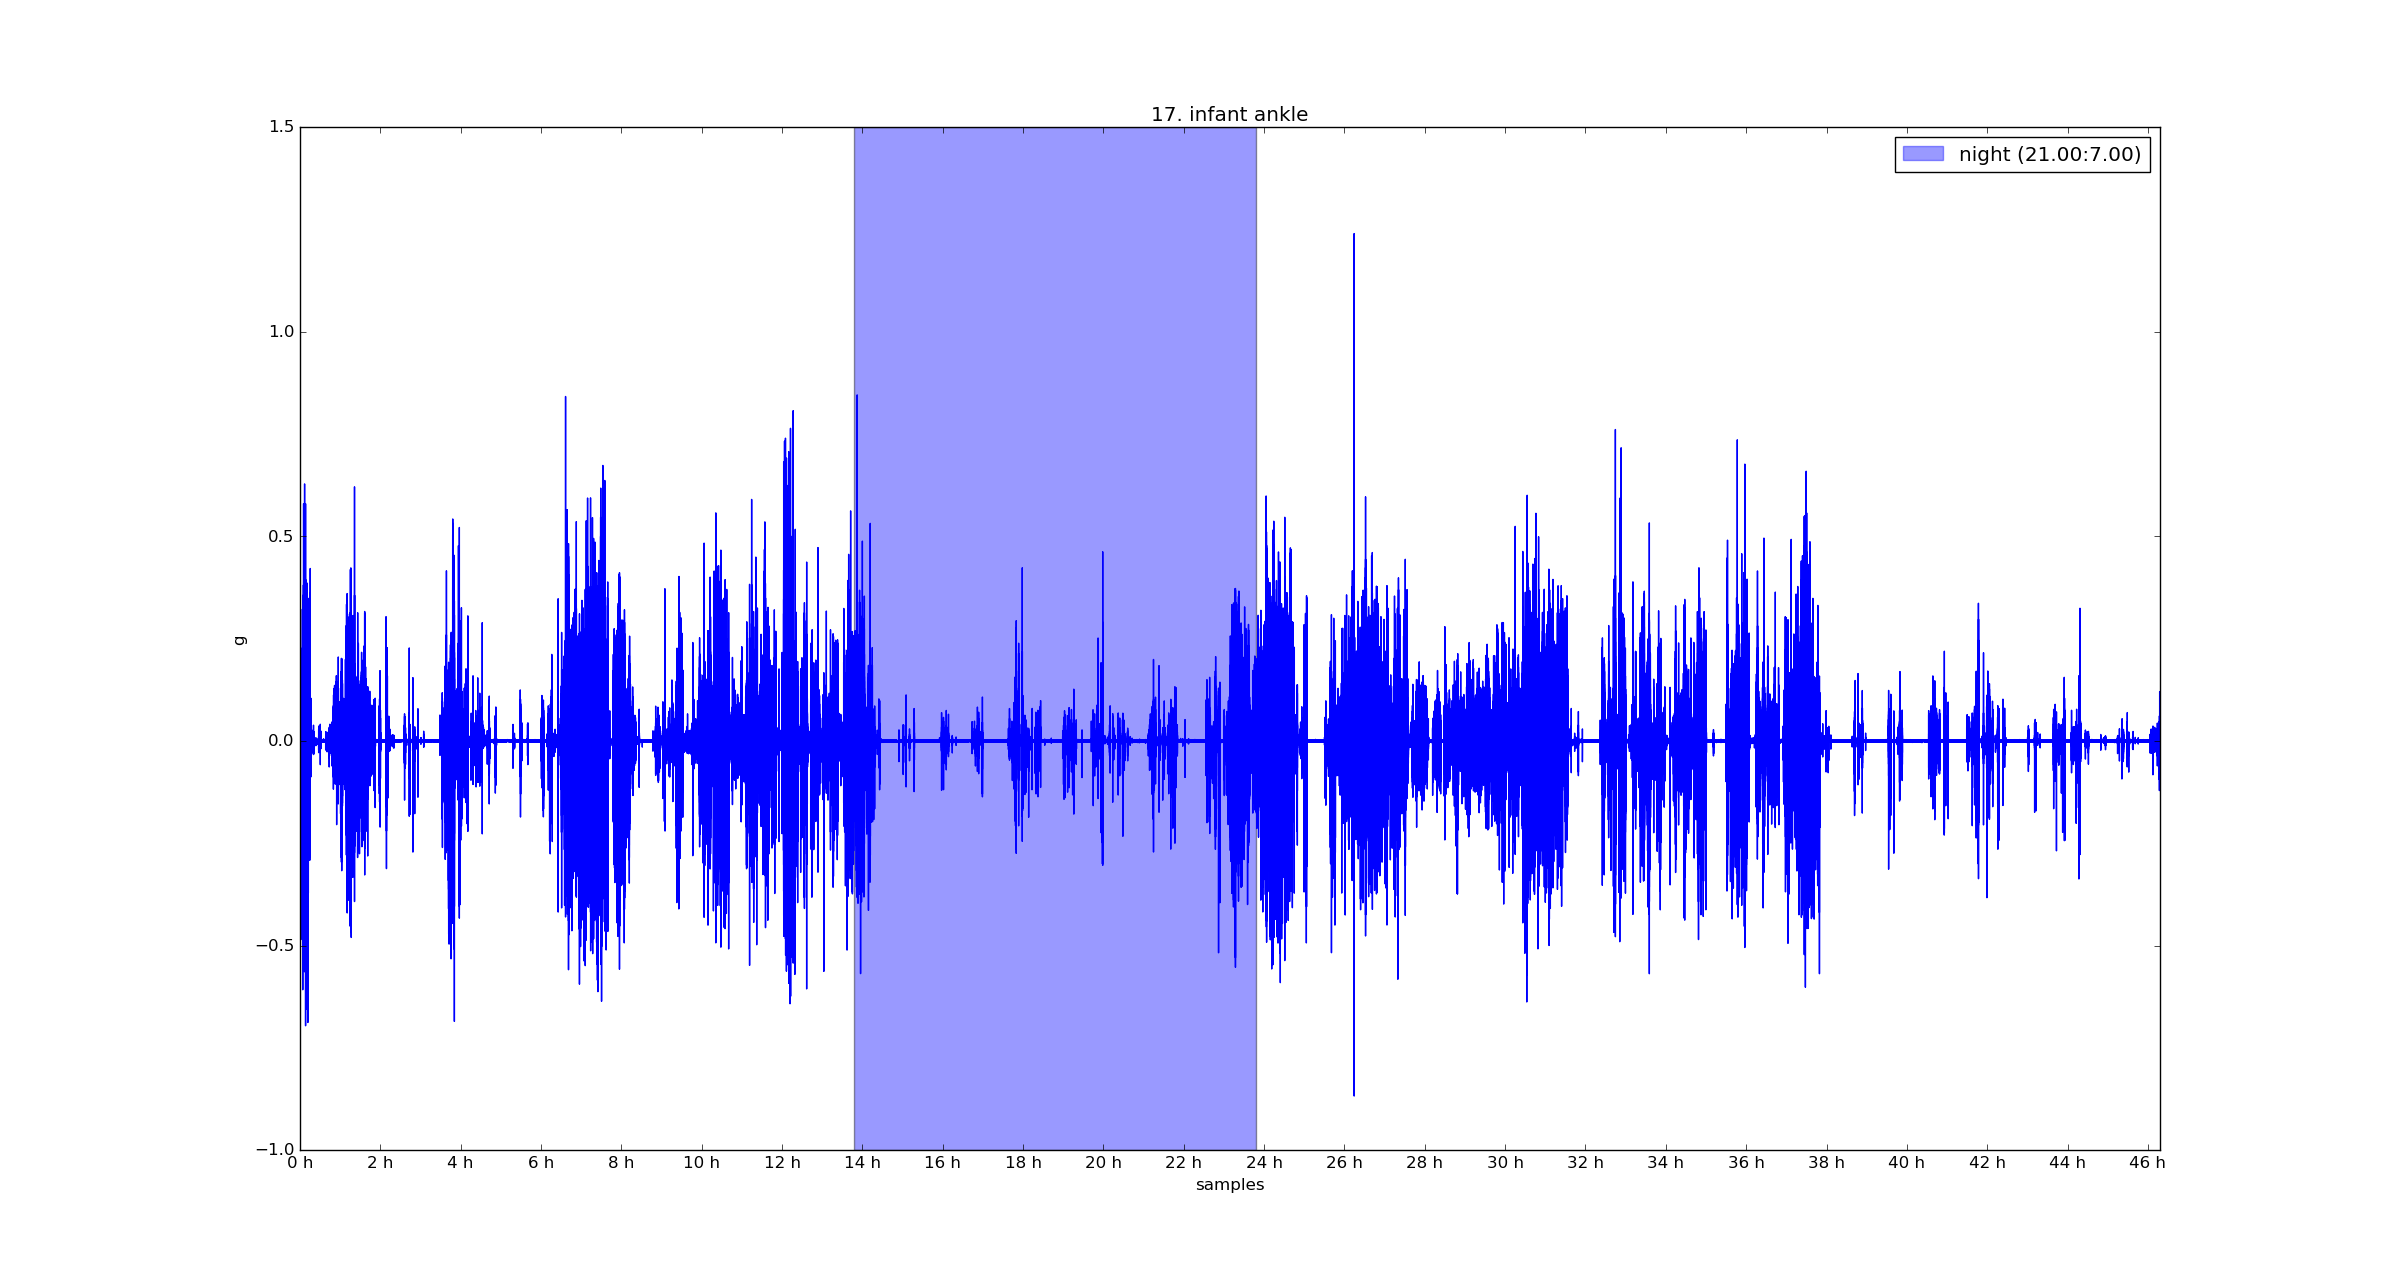 17. infant ankle
night (21.00:7.00)
1.5
1.0
0.5
0.0
−0.5
−1.0
g
0 h 2 h 4 h 6 h 8 h 10 h 12 h 14 h 16 h 18 h 20 h 22 h 24 h 26 h 28 h 30 h 32 h 34 h 36 h 38 h 40 h 42 h 44 h 46 h
samples